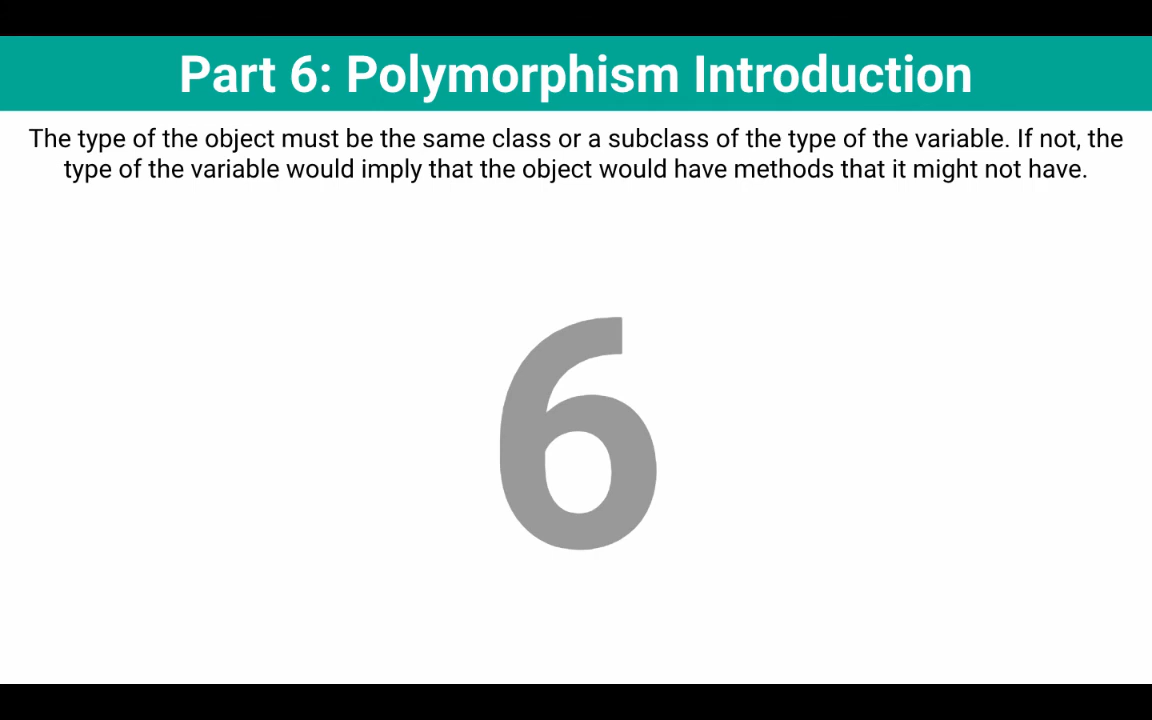 Part 6: Polymorphism Introduction
The type of the object must be the same class or a subclass of the type of the variable. If not, the
type of the variable would imply that the object would have methods that it might not have.
6